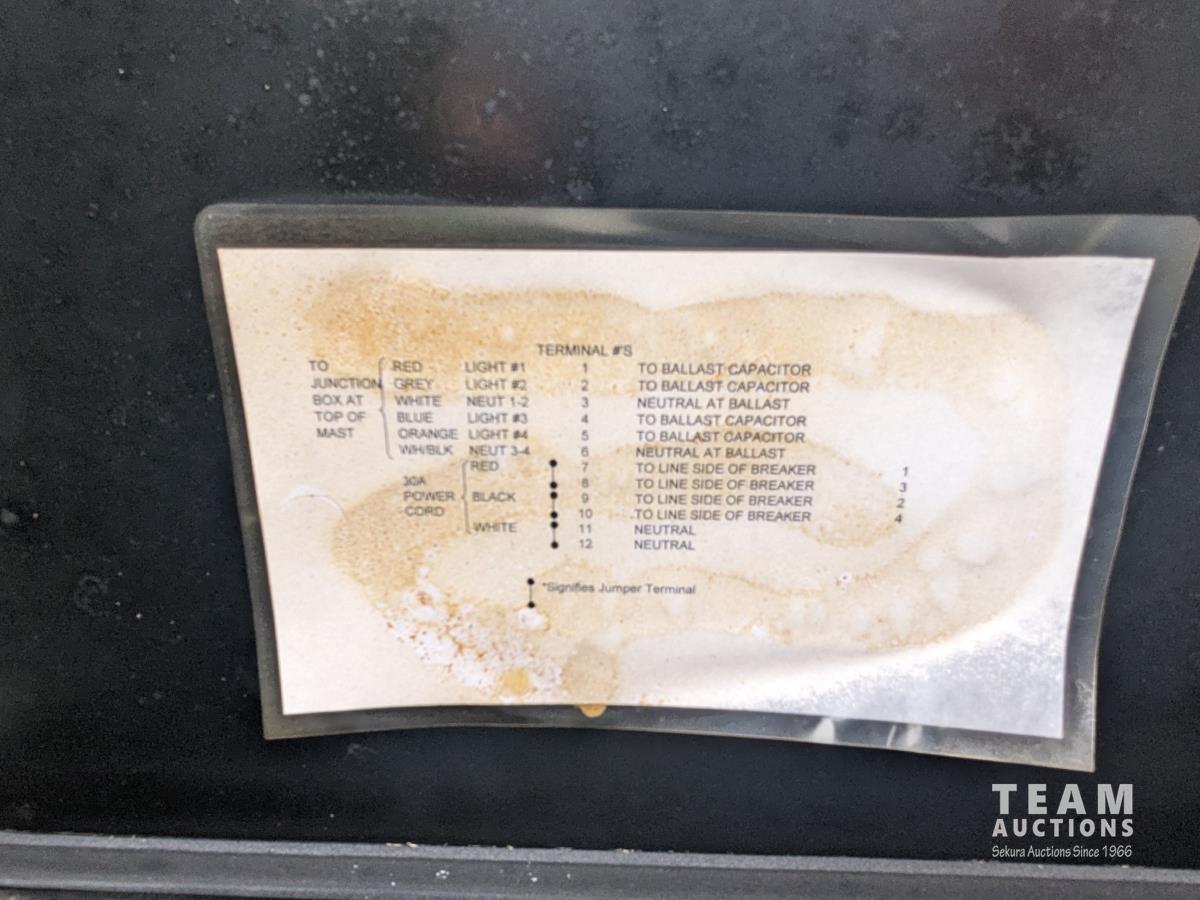 TERMINAL #'S
TO RED LIGHT #1 1 TO BALLAST CAPACITOR
JUNCTION GREY LIGHT #2 2 TO BALLAST CAPACITOR
BOX AT WHITE NEUT 1-2 3 NEUTRAL AT BALLAST
TOP OF BLUE LIGHT #3 4 TO BALLAST CAPACITOR
MAST ORANGE LIGHT #4 5 TO BALLAST CAPACITOR
WH/BLK NEUT 3-4 6 NEUTRAL AT BALLAST
RED 7 TO LINE SIDE OF BREAKER 1
30A 8 TO LINE SIDE OF BREAKER 3
POWER BLACK 9 TO LINE SIDE OF BREAKER 2
CORD 10 TO LINE SIDE OF BREAKER 4
WHITE 11 NEUTRAL
12 NEUTRAL
*Signifies Jumper Terminal
TEAM
AUCTIONS
Sekura Auctions Since 1966